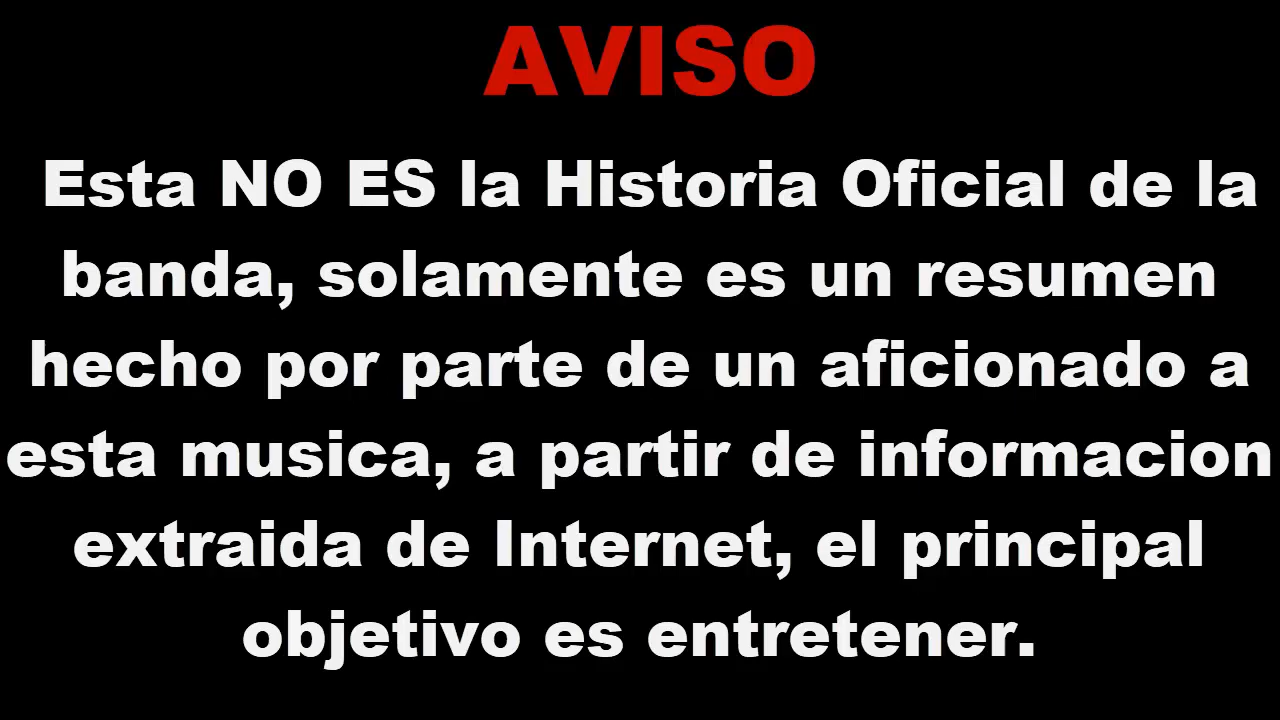 AVISO
Esta NO ES la Historia Oficial de la
banda, solamente es un resumen
hecho por parte de un aficionado a
esta musica, a partir de informacion
extraida de Internet, el principal
objetivo es entretener.